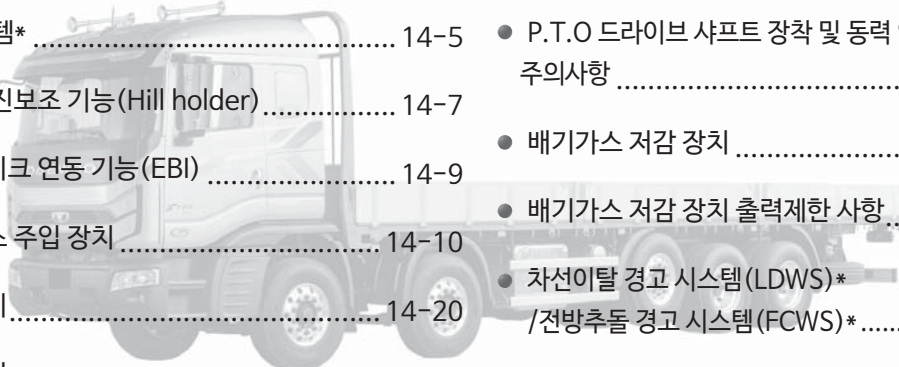 템* 14-5
진보조 기능(Hill holder) 14-7
크 연동 기능(EBI) 14-9
주입 장치 14-10
14-20
● P.T.O 드라이브 샤프트 장착 및 동력
주의사항
● 배기가스 저감 장치
● 배기가스 저감 장치 출력제한 사항
● 차선이탈 경고 시스템(LDWS)*
/전방추돌 경고 시스템(FCWS)*